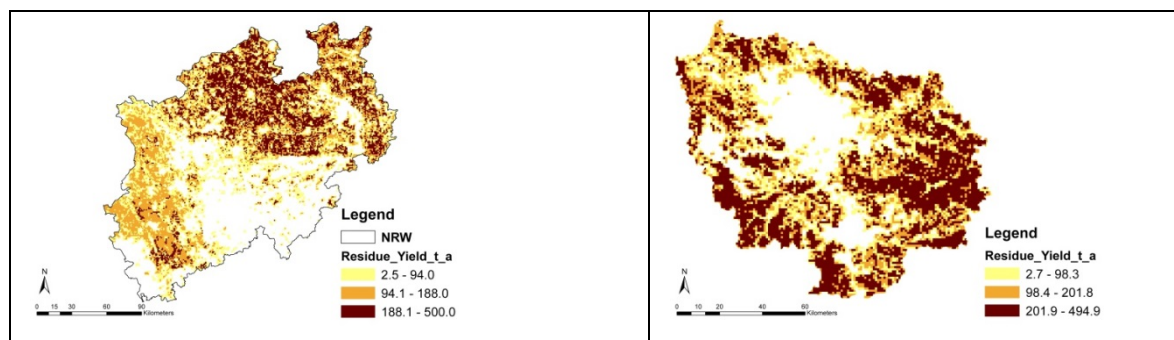 Legend
NRW
Residue_Yield_t_a
2.5 - 94.0
94.1 - 188.0
188.1 - 500.0
N
0 15 30 60 90
Kilometers
Legend
Residue_Yield_t_a
2.7 - 98.3
98.4 - 201.8
201.9 - 494.9
N
0 10 20 40 60
Kilometers